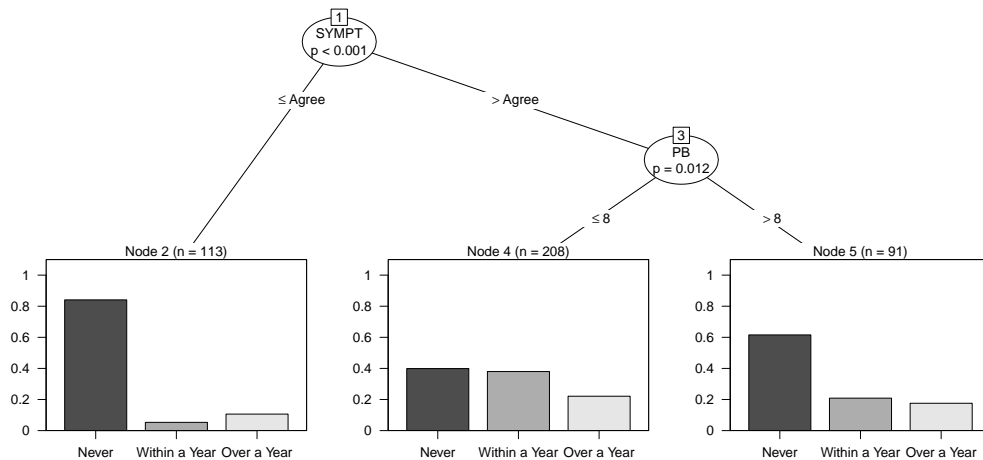 1
SYMPT
p < 0.001
≤ Agree
> Agree
3
PB
p = 0.012
≤ 8
> 8
Node 2 (n = 113)
1
0.8
0.6
0.4
0.2
0
Never Within a Year Over a Year
Node 4 (n = 208)
1
0.8
0.6
0.4
0.2
0
Never Within a Year Over a Year
Node 5 (n = 91)
1
0.8
0.6
0.4
0.2
0
Never Within a Year Over a Year